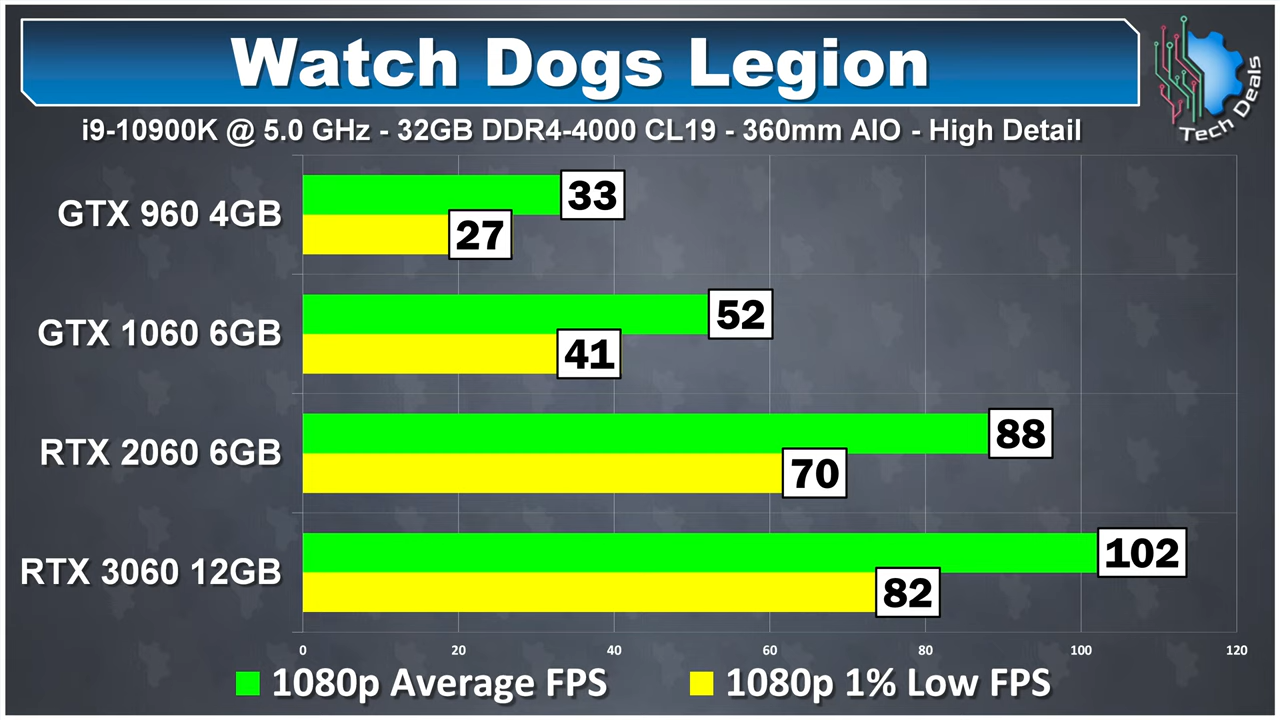 Watch Dogs Legion
Tech Deals
i9-10900K @ 5.0 GHz - 32GB DDR4-4000 CL19 - 360mm AIO - High Detail
GTX 960 4GB
33
27
GTX 1060 6GB
52
41
RTX 2060 6GB
88
70
RTX 3060 12GB
102
82
0 20 40 60 80 100 120
1080p Average FPS 1080p 1% Low FPS